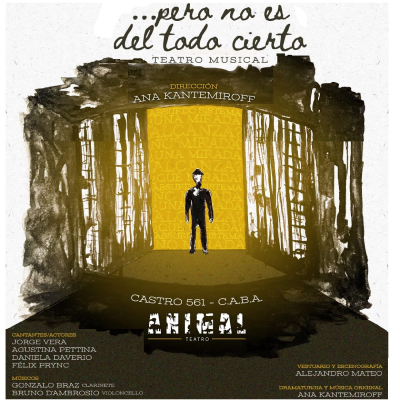 ...pero no es
del todo cierto
TEATRO MUSICAL
DIRECCIÓN
ANA KANTEMIROFF
CASTRO 561 - C.A.B.A.
ANIMAL
TEATRO
CANTANTES/ACTORES
JORGE VERA
AGUSTINA PETTINA
DANIELA DAVERIO
FÉLIX PRYNC
MÚSICOS
GONZALO BRAZ CLARINETE
BRUNO D'AMBROSIO VIOLONCELLO
VESTUARIO Y ESCENOGRAFÍA
ALEJANDRO MATEO
DRAMATURGIA Y MÚSICA ORIGINAL
ANA KANTEMIROFF